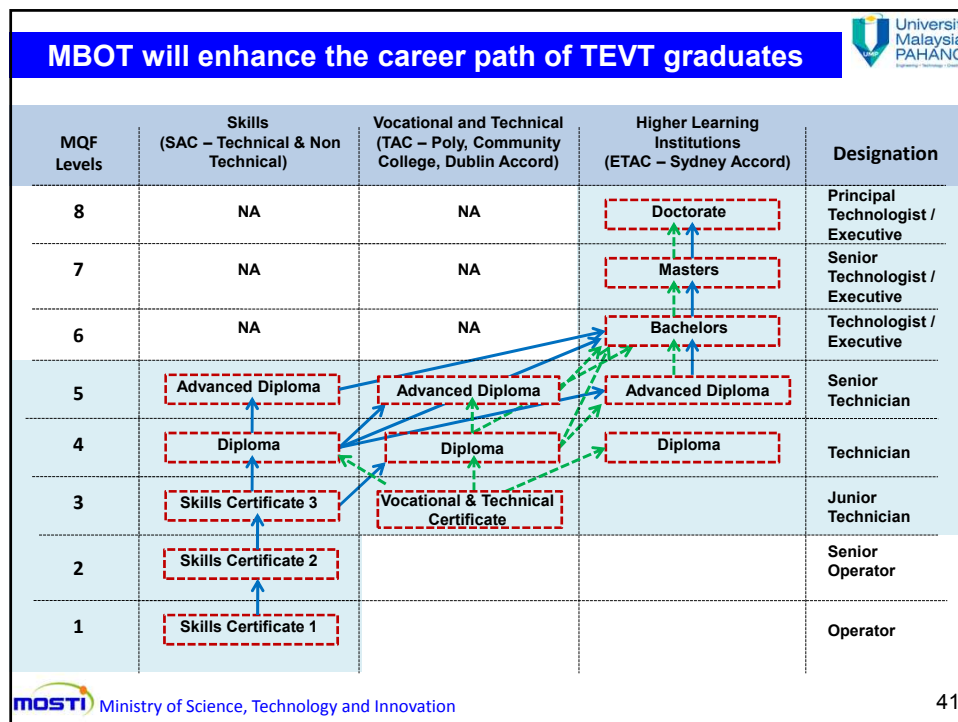 MBOT will enhance the career path of TEVT graduates
Universiti
Malaysia
PAHANG
MQF
Levels
Skills
(SAC – Technical & Non
Technical)
Vocational and Technical
(TAC – Poly, Community
College, Dublin Accord)
Higher Learning
Institutions
(ETAC – Sydney Accord)
Designation
8
NA
NA
Doctorate
Principal
Technologist /
Executive
7
NA
NA
Masters
Senior
Technologist /
Executive
6
NA
NA
Bachelors
Technologist /
Executive
5
Advanced Diploma
Advanced Diploma
Advanced Diploma
Senior
Technician
4
Diploma
Diploma
Diploma
Technician
3
Skills Certificate 3
Vocational & Technical
Certificate
Junior
Technician
2
Skills Certificate 2
Senior
Operator
1
Skills Certificate 1
Operator
MOSTI Ministry of Science, Technology and Innovation
41